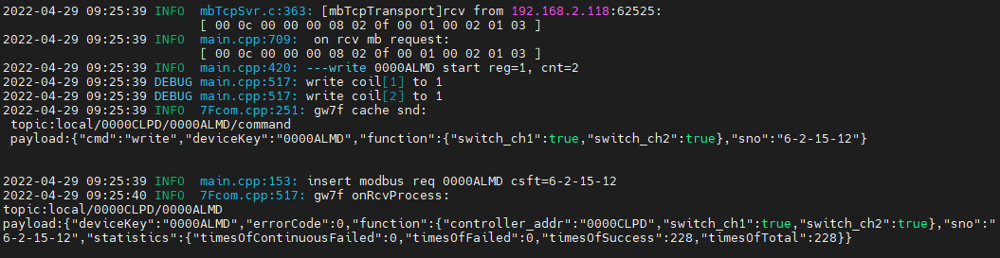 2022-04-29 09:25:39 INFO  mbTcpSvr.c:363: [mbTcpTransport]rcv from 192.168.2.118:62525:
[ 00 0c 00 00 00 08 02 0f 00 01 00 02 01 03 ]
2022-04-29 09:25:39 INFO  main.cpp:709:  on rcv mb request:
[ 00 0c 00 00 00 08 02 0f 00 01 00 02 01 03 ]
2022-04-29 09:25:39 INFO  main.cpp:420: ---write 0000ALMD start reg=1, cnt=2
2022-04-29 09:25:39 DEBUG main.cpp:517: write coil[1] to 1
2022-04-29 09:25:39 DEBUG main.cpp:517: write coil[2] to 1
2022-04-29 09:25:39 INFO  7Fcom.cpp:251: gw7f cache snd:
topic:local/0000CLPD/0000ALMD/command
payload:{"cmd":"write","deviceKey":"0000ALMD","function":{"switch_ch1":true,"switch_ch2":true},"sno":"6-2-15-12"}
2022-04-29 09:25:39 INFO  main.cpp:153: insert modbus req 0000ALMD csft=6-2-15-12
2022-04-29 09:25:40 INFO  7Fcom.cpp:517: gw7f onRcvProcess:
topic:local/0000CLPD/0000ALMD
payload:{"deviceKey":"0000ALMD","errorCode":0,"function":{"controller_addr":"0000CLPD","switch_ch1":true,"switch_ch2":true},"sno":"
6-2-15-12","statistics":{"timesOfContinuousFailed":0,"timesOfFailed":0,"timesOfSuccess":228,"timesOfTotal":228}}